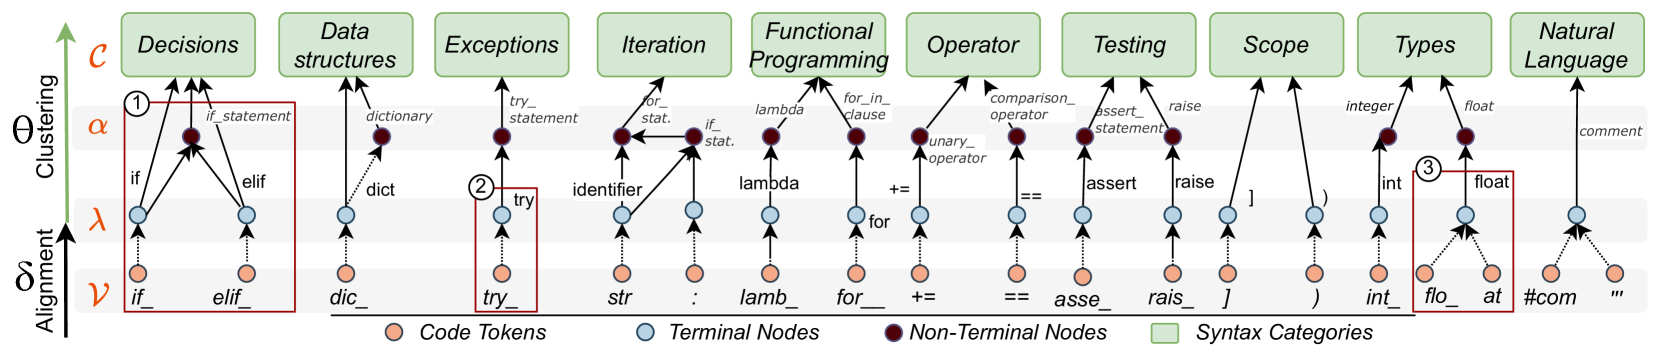 Decisions
Data
structures
Exceptions
Iteration
Functional
Programming
Operator
Testing
Scope
Types
Natural
Language
C
θ
Clustering
α
1
if_statement
dictionary
try_
statement
for_
stat.
if_
stat.
lambda
for_in_
clause
unary_
operator
comparison_
operator
assert_
statement
raise
integer
float
comment
if
elif
dict
2
try
identifier
lambda
for
+=
==
assert
raise
]
)
int
3
float
λ
δ
Alignment
V
if_
elif_
dic_
try_
str
:
lamb_
for__
+=
==
asse_
rais_
]
)
int_
flo_
at
#com
'''
Code Tokens
Terminal Nodes
Non-Terminal Nodes
Syntax Categories